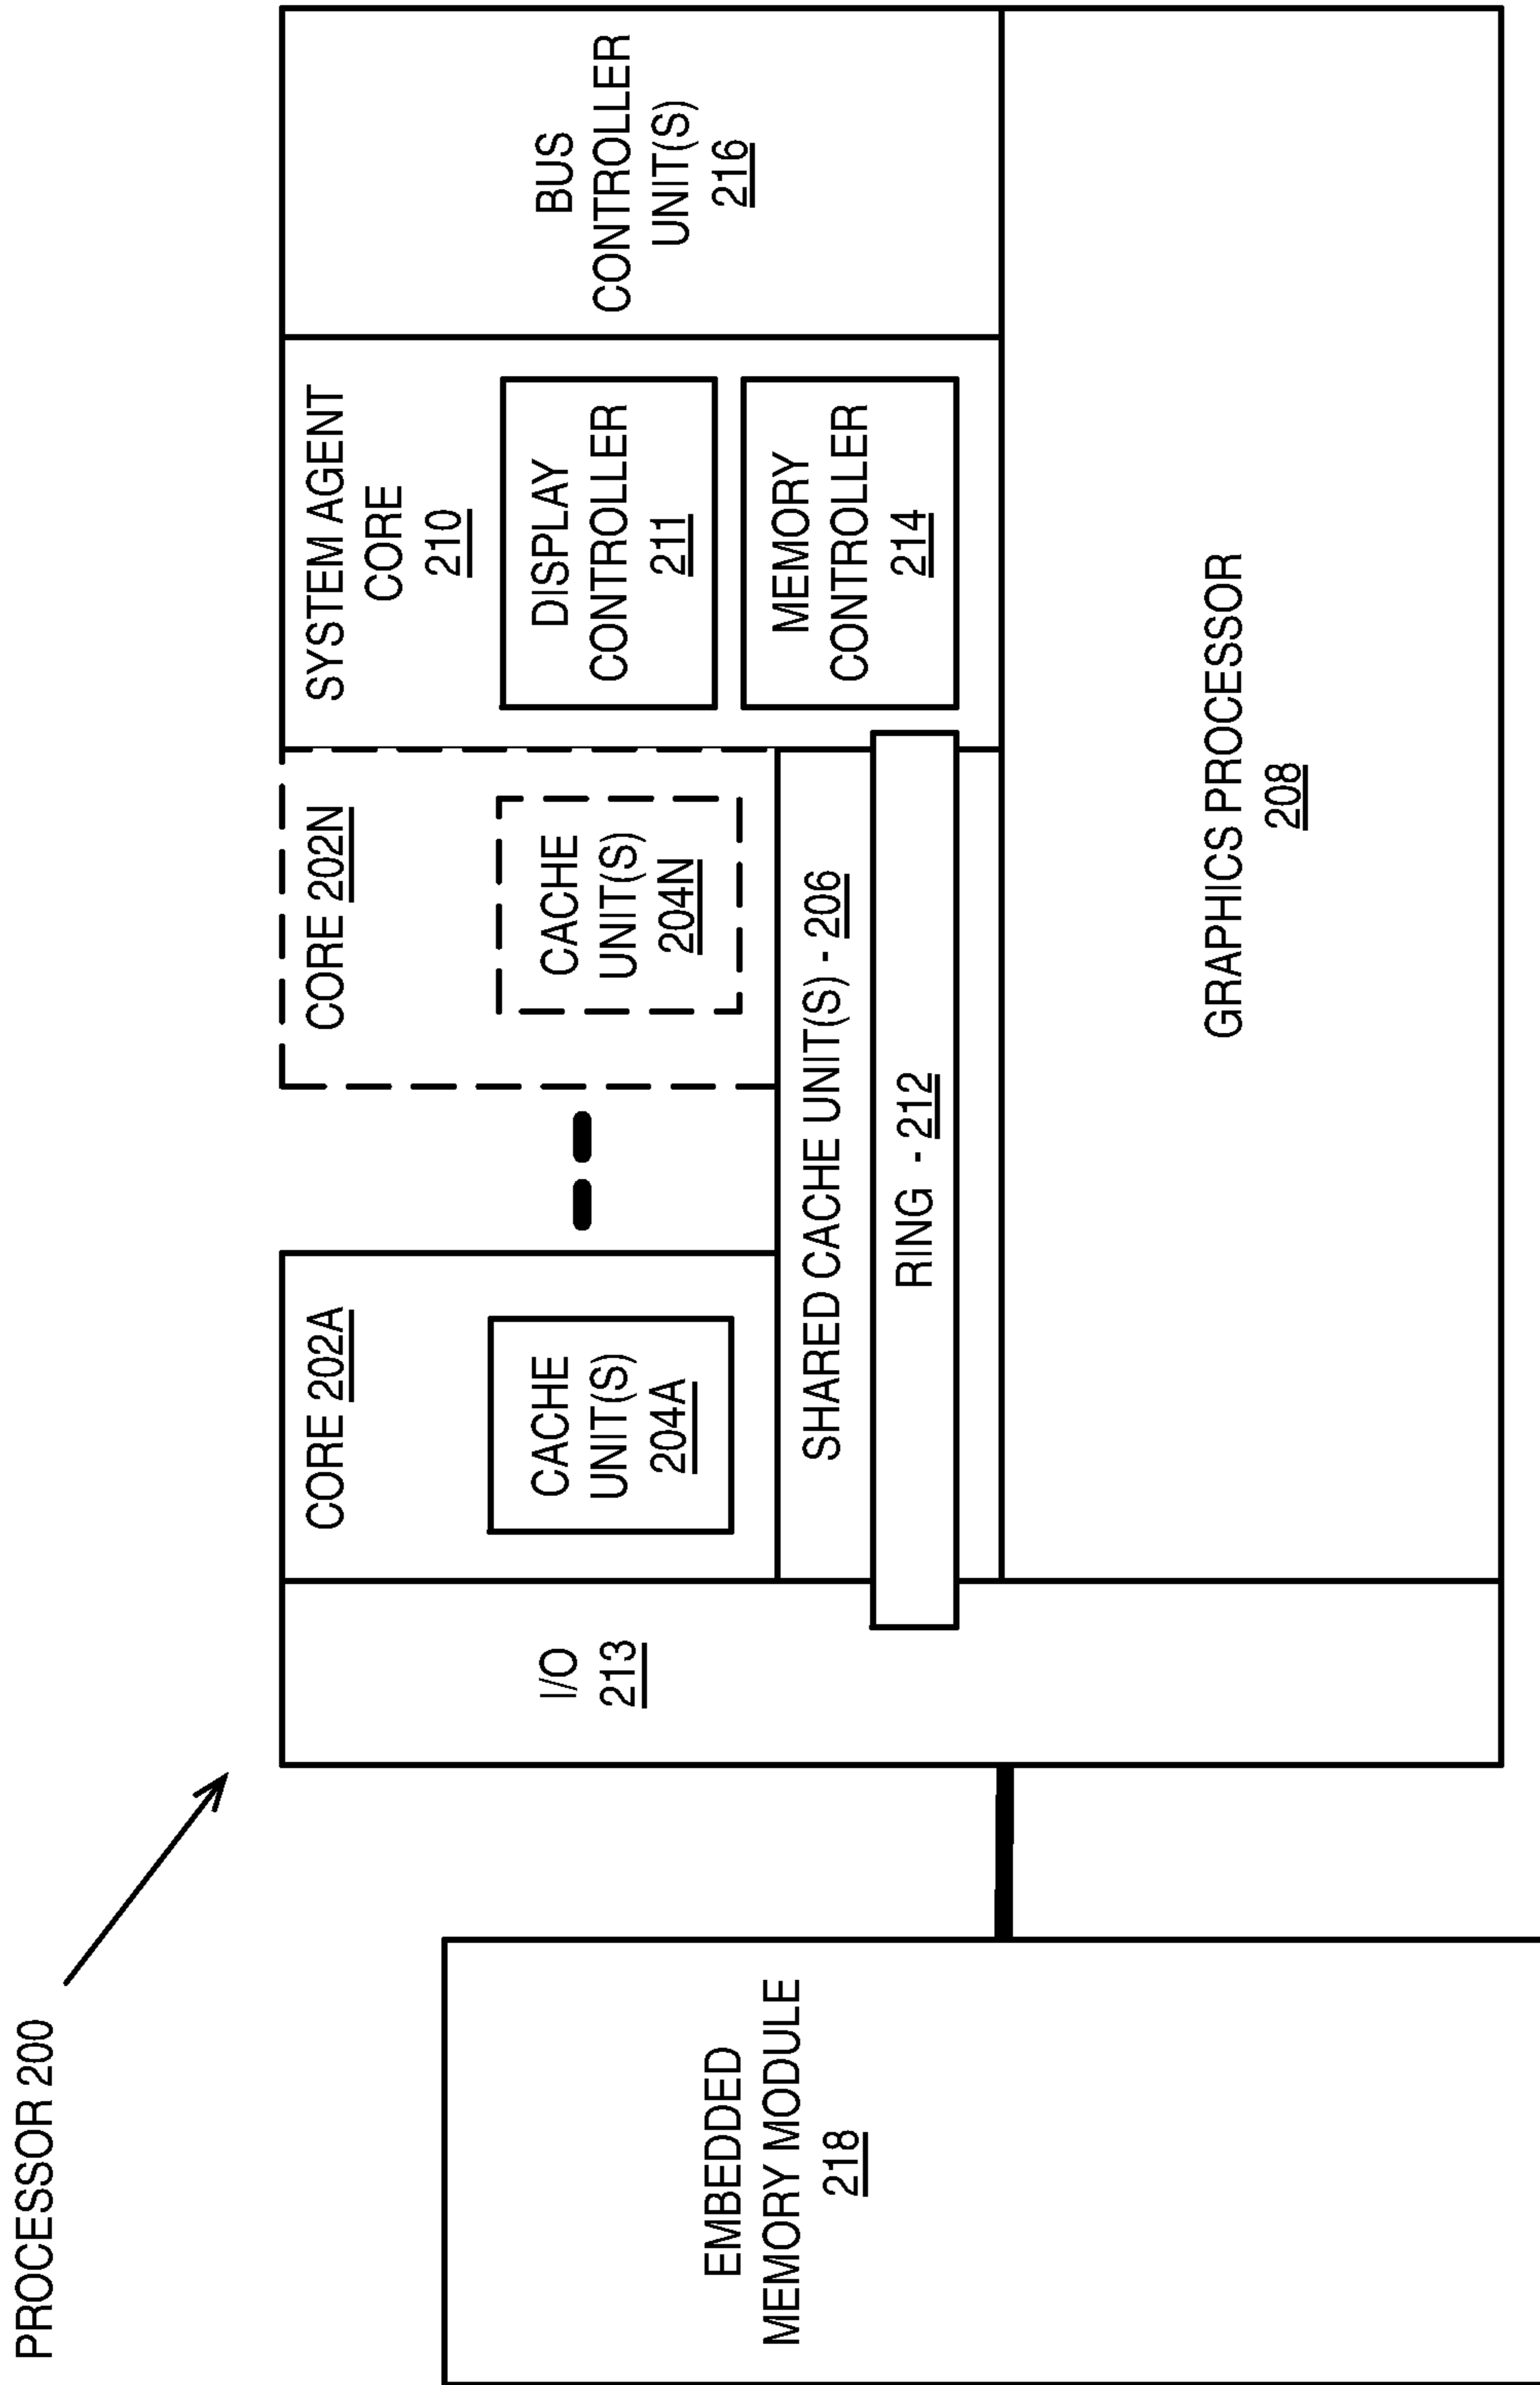 PROCESSOR 200
CORE 202A
CACHE
UNIT(S)
204A
CORE 202N
CACHE
UNIT(S)
204N
SYSTEM AGENT
CORE
210
DISPLAY
CONTROLLER
211
MEMORY
CONTROLLER
214
BUS
CONTROLLER
UNIT(S)
216
I/O
213
SHARED CACHE UNIT(S) - 206
RING - 212
EMBEDDED
MEMORY MODULE
218
GRAPHICS PROCESSOR
208